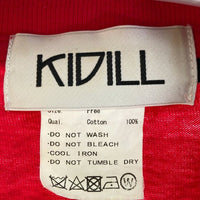 KIDILL
Size Free
Qual. Cotton 100%
·DO NOT WASH
·DO NOT BLEACH
·COOL IRON
·DO NOT TUMBLE DRY